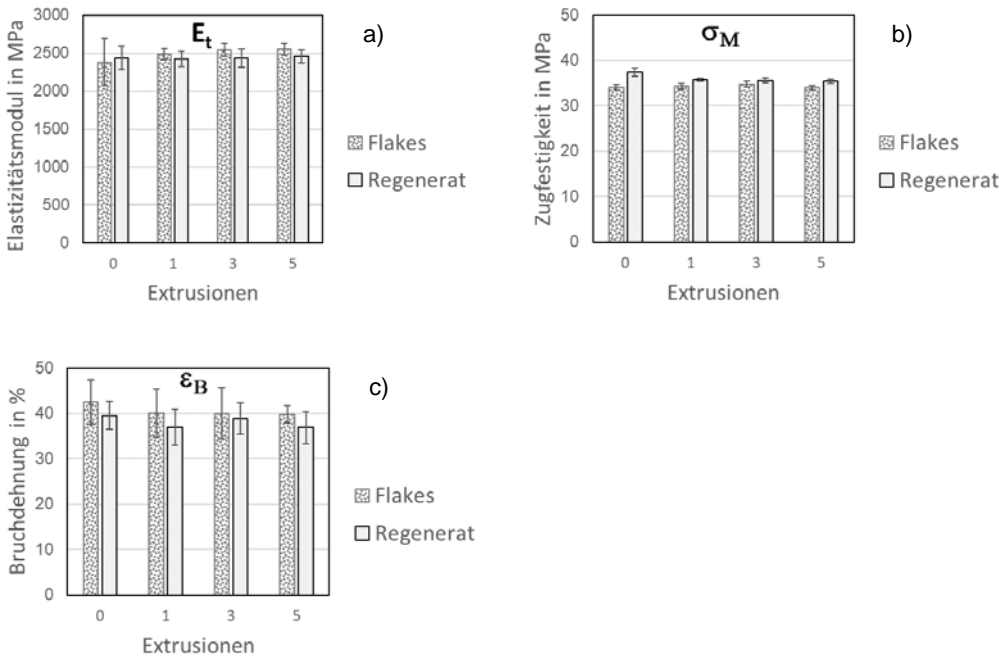 a)
E_t
Elastizitätsmodul in MPa
3000
2500
2000
1500
1000
500
0
0 1 3 5
Extrusionen
Flakes
Regenerat
b)
σ_M
Zugfestigkeit in MPa
50
40
30
20
10
0
0 1 3 5
Extrusionen
Flakes
Regenerat
c)
ε_B
Bruchdehnung in %
50
40
30
20
10
0
0 1 3 5
Extrusionen
Flakes
Regenerat